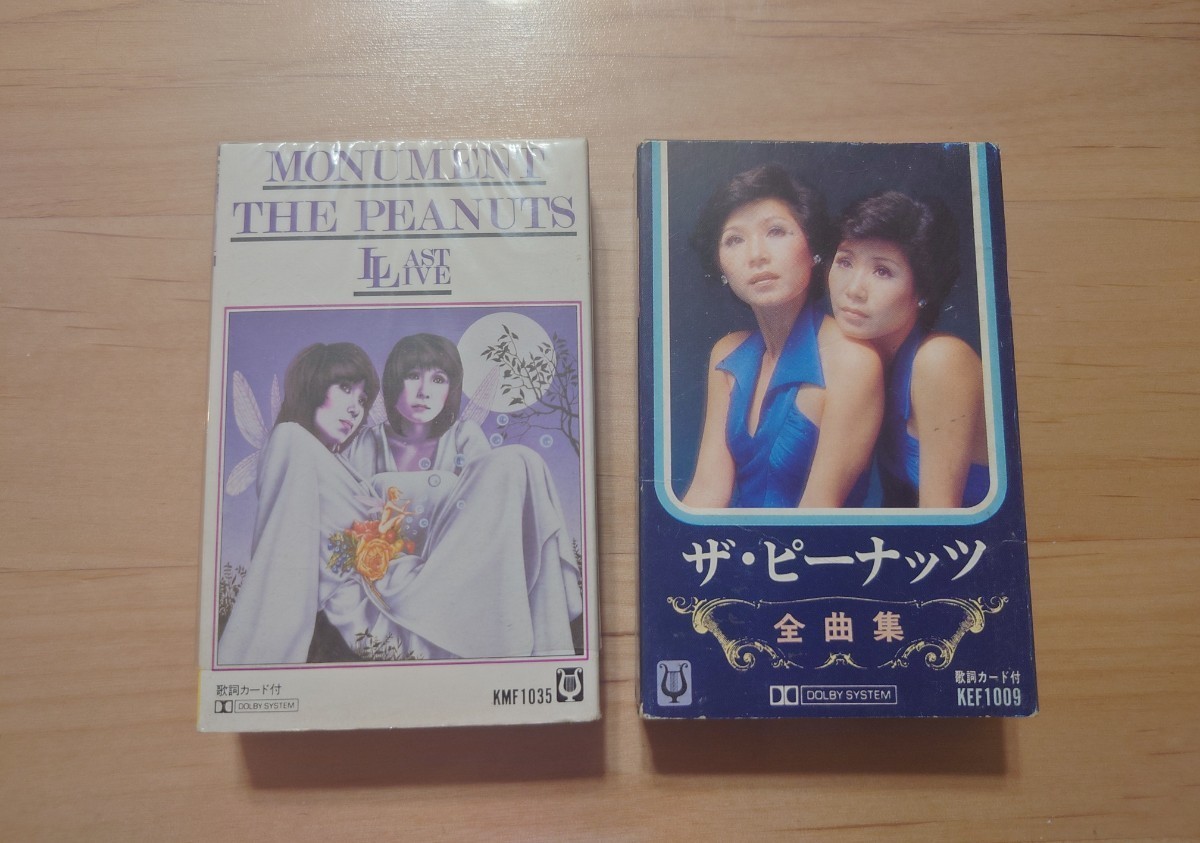 MONUMENT
THE PEANUTS
LAST
LIVE
歌詞カード付
DOLBY SYSTEM
KMF1035
ザ・ピーナッツ
全曲集
DOLBY SYSTEM
歌詞カード付
KEF1009